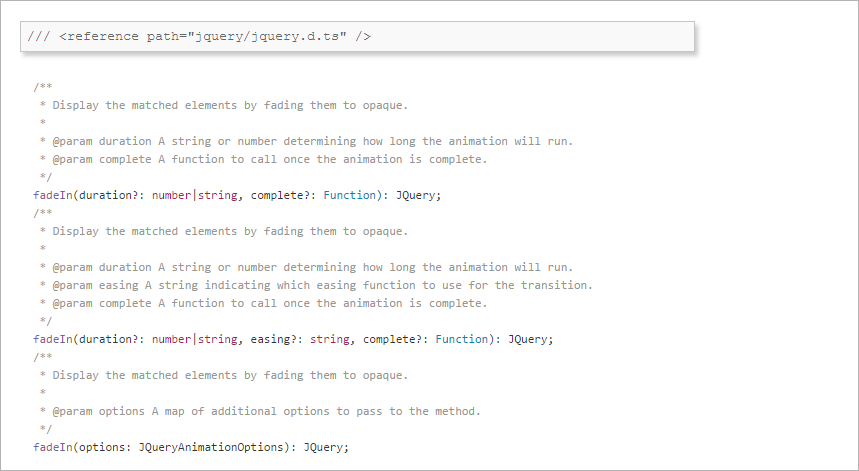 /// <reference path="jquery/jquery.d.ts" />
/**
 * Display the matched elements by fading them to opaque.
 *
 * @param duration A string or number determining how long the animation will run.
 * @param complete A function to call once the animation is complete.
 */
fadeIn(duration?: number|string, complete?: Function): JQuery;
/**
 * Display the matched elements by fading them to opaque.
 *
 * @param duration A string or number determining how long the animation will run.
 * @param easing A string indicating which easing function to use for the transition.
 * @param complete A function to call once the animation is complete.
 */
fadeIn(duration?: number|string, easing?: string, complete?: Function): JQuery;
/**
 * Display the matched elements by fading them to opaque.
 *
 * @param options A map of additional options to pass to the method.
 */
fadeIn(options: JQueryAnimationOptions): JQuery;